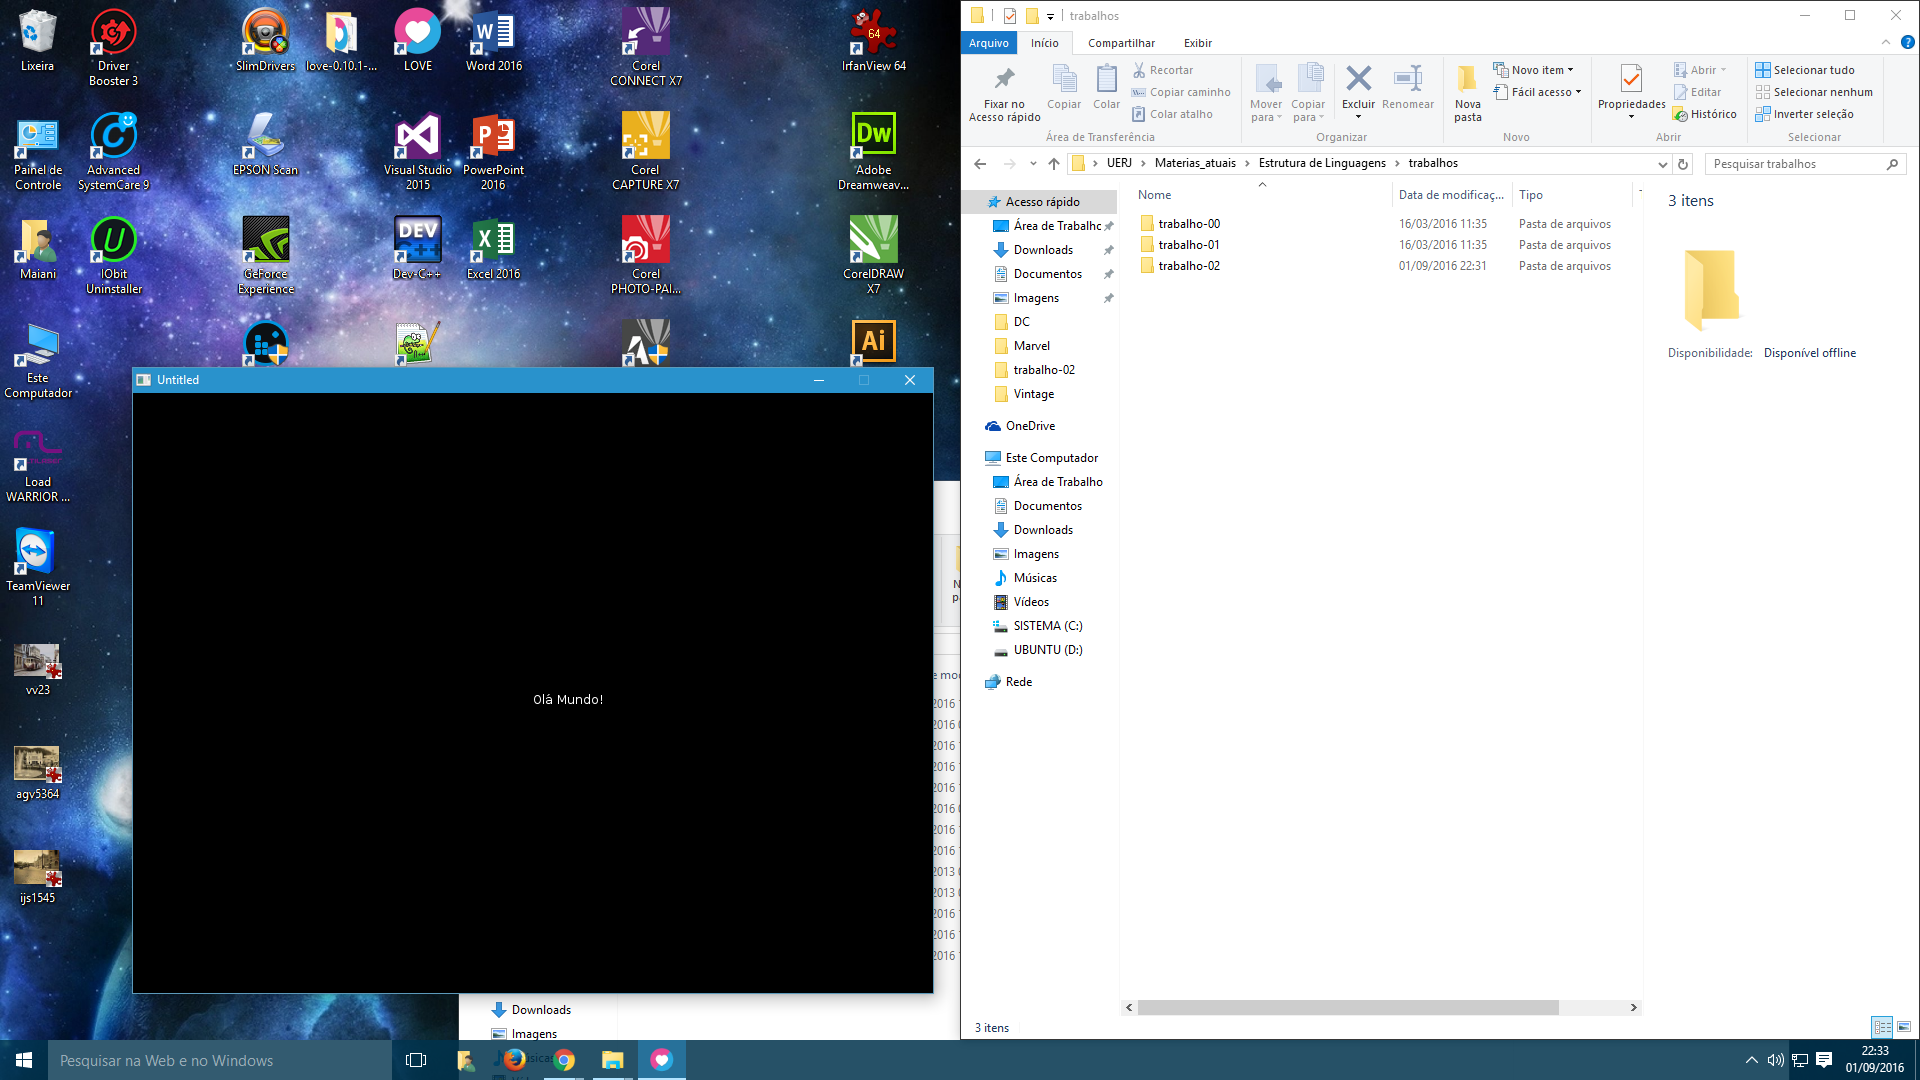 Lixeira
Driver
Booster 3
SlimDrivers
love-0.10.1-...
LOVE
Word 2016
Corel
CONNECT X7
64
IrfanView 64
Painel de
Controle
Advanced
SystemCare 9
EPSON Scan
Visual Studio
2015
PowerPoint
2016
Corel
CAPTURE X7
Dw
Adobe
Dreamweav...
Maiani
IObit
Uninstaller
GeForce
Experience
DEV
C++
Dev-C++
Excel 2016
Corel
PHOTO-PAI...
CorelDRAW
X7
Ai
Este
Computador
Load
WARRIOR ...
TeamViewer
11
vv23
agv5364
ijs1545
Untitled
Olá Mundo!
Downloads
Imagens
trabalhos
Arquivo
Início
Compartilhar
Exibir
Fixar no
Acesso rápido
Copiar
Colar
Recortar
Copiar caminho
Colar atalho
Área de Transferência
Mover
para
Copiar
para
Excluir
Renomear
Organizar
Nova
pasta
Novo item
Fácil acesso
Novo
Propriedades
Abrir
Editar
Histórico
Abrir
Selecionar tudo
Selecionar nenhum
Inverter seleção
Selecionar
UERJ
Materias_atuais
Estrutura de Linguagens
trabalhos
Pesquisar trabalhos
Acesso rápido
Área de Trabalhc
Downloads
Documentos
Imagens
DC
Marvel
trabalho-02
Vintage
OneDrive
Este Computador
Área de Trabalho
Documentos
Downloads
Imagens
Músicas
Vídeos
SISTEMA (C:)
UBUNTU (D:)
Rede
Nome
Data de modificaç...
Tipo
trabalho-00
16/03/2016 11:35
Pasta de arquivos
trabalho-01
16/03/2016 11:35
Pasta de arquivos
trabalho-02
01/09/2016 22:31
Pasta de arquivos
3 itens
Disponibilidade:
Disponível offline
3 itens
Pesquisar na Web e no Windows
22:33
01/09/2016